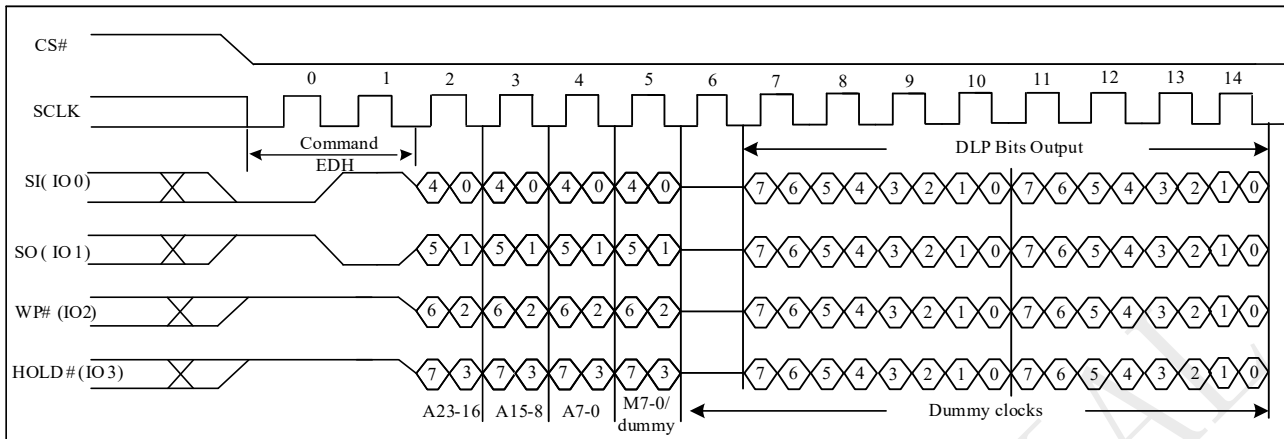 CS#
0 1 2 3 4 5 6 7 8 9 10 11 12 13 14
SCLK
Command
EDH
DLP Bits Output
SI( IO0) 4 0 4 0 4 0 4 0 7 6 5 4 3 2 1 0 7 6 5 4 3 2 1 0
SO( IO1) 5 1 5 1 5 1 5 1 7 6 5 4 3 2 1 0 7 6 5 4 3 2 1 0
WP# (IO2) 6 2 6 2 6 2 6 2 7 6 5 4 3 2 1 0 7 6 5 4 3 2 1 0
HOLD#(IO3) 7 3 7 3 7 3 7 3 7 6 5 4 3 2 1 0 7 6 5 4 3 2 1 0
A23-16 A15-8 A7-0 M7-0/
dummy
Dummy clocks